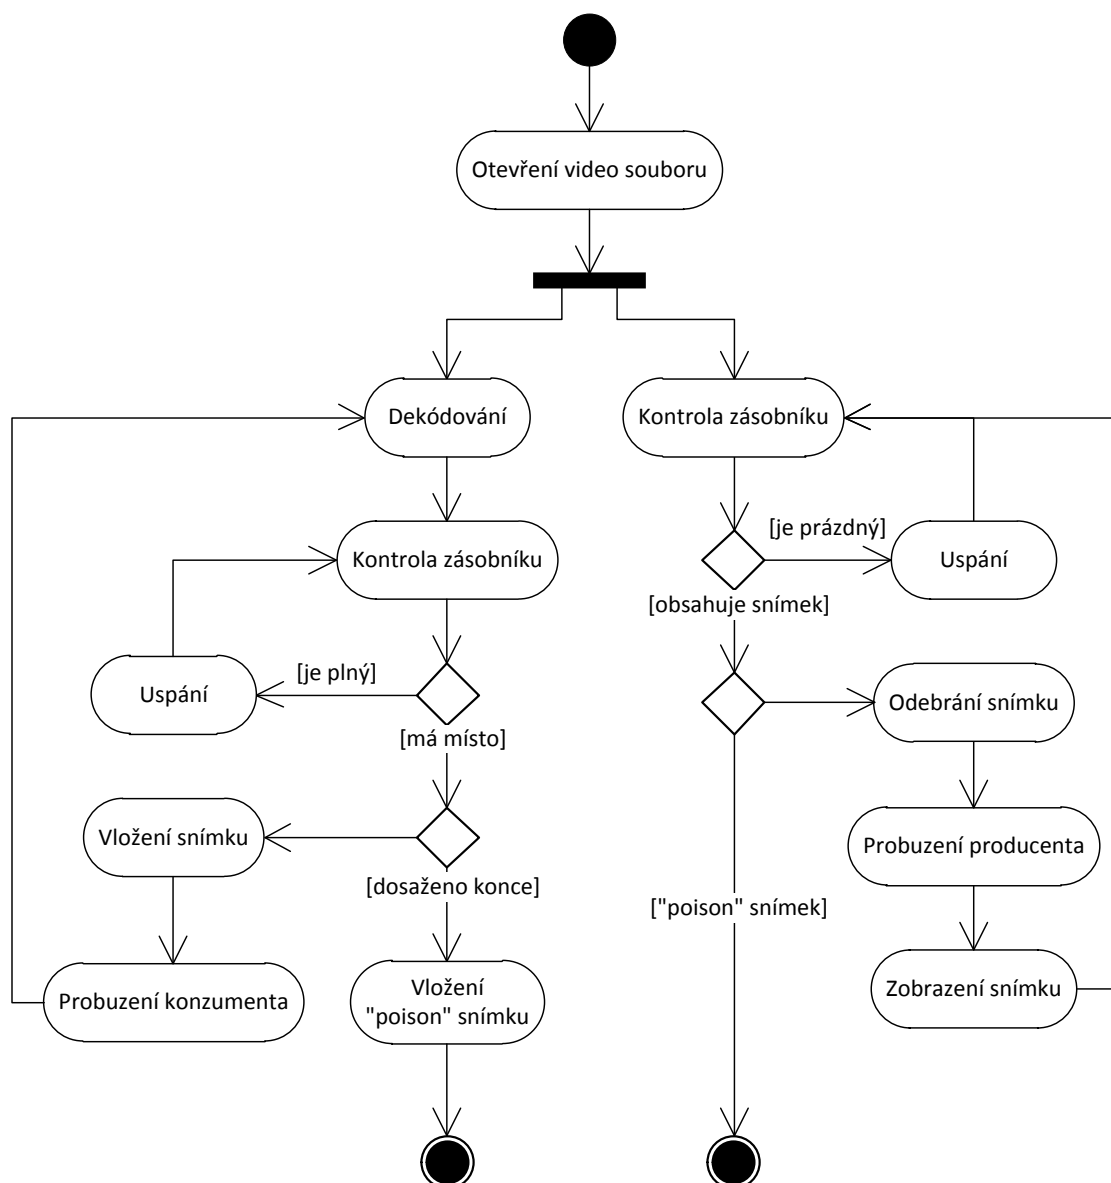 Otevření video souboru
Dekódování
Kontrola zásobníku
Kontrola zásobníku
[je prázdný]
Uspání
[obsahuje snímek]
Uspání
[je plný]
[má místo]
Odebrání snímku
Vložení snímku
[dosaženo konce]
Probuzení producenta
["poison" snímek]
Probuzení konzumenta
Vložení
"poison" snímku
Zobrazení snímku